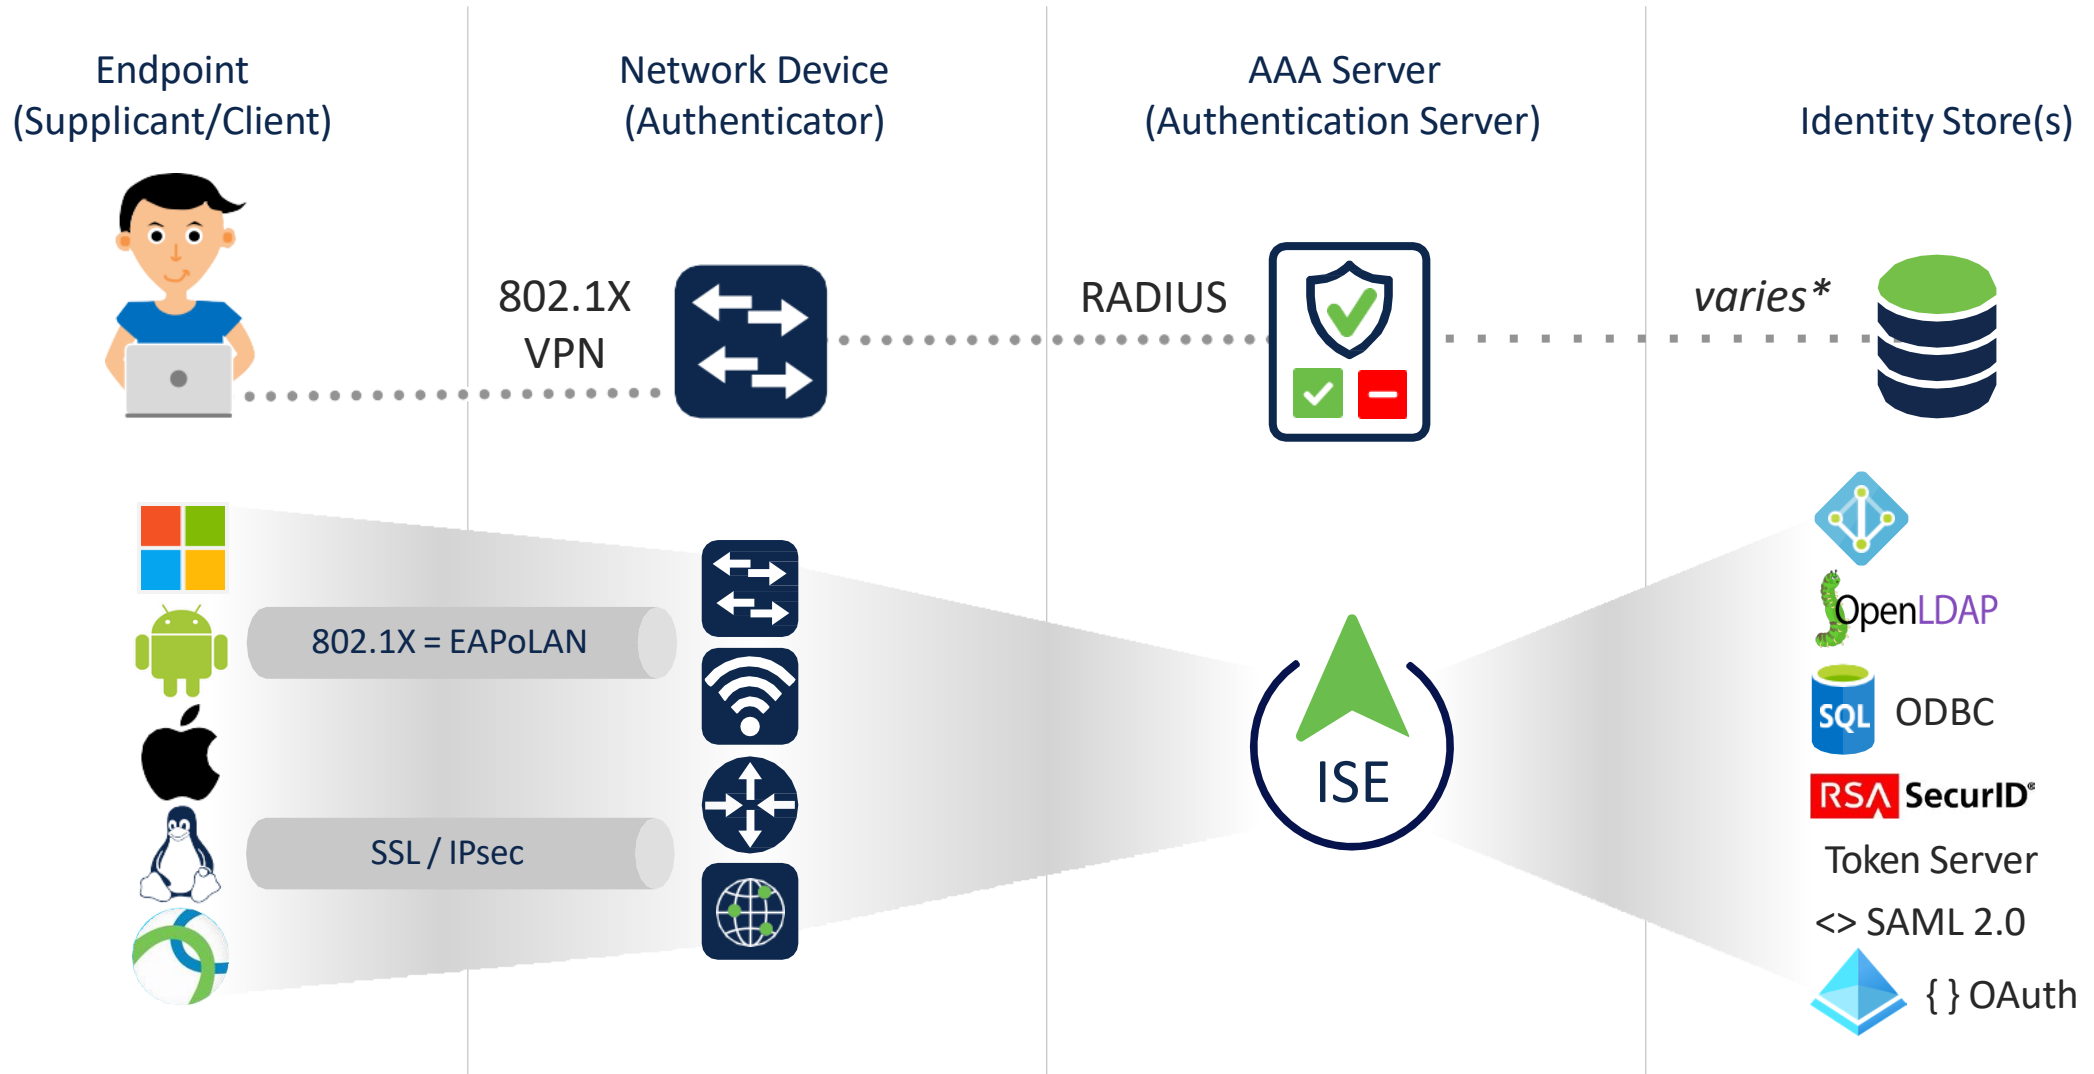 Endpoint
(Supplicant/Client)
Network Device
(Authenticator)
AAA Server
(Authentication Server)
Identity Store(s)
802.1X
VPN
RADIUS
varies*
802.1X = EAPoLAN
SSL / IPsec
ISE
OpenLDAP
SQL ODBC
RSA SecurID®
Token Server
<> SAML 2.0
{ } OAuth